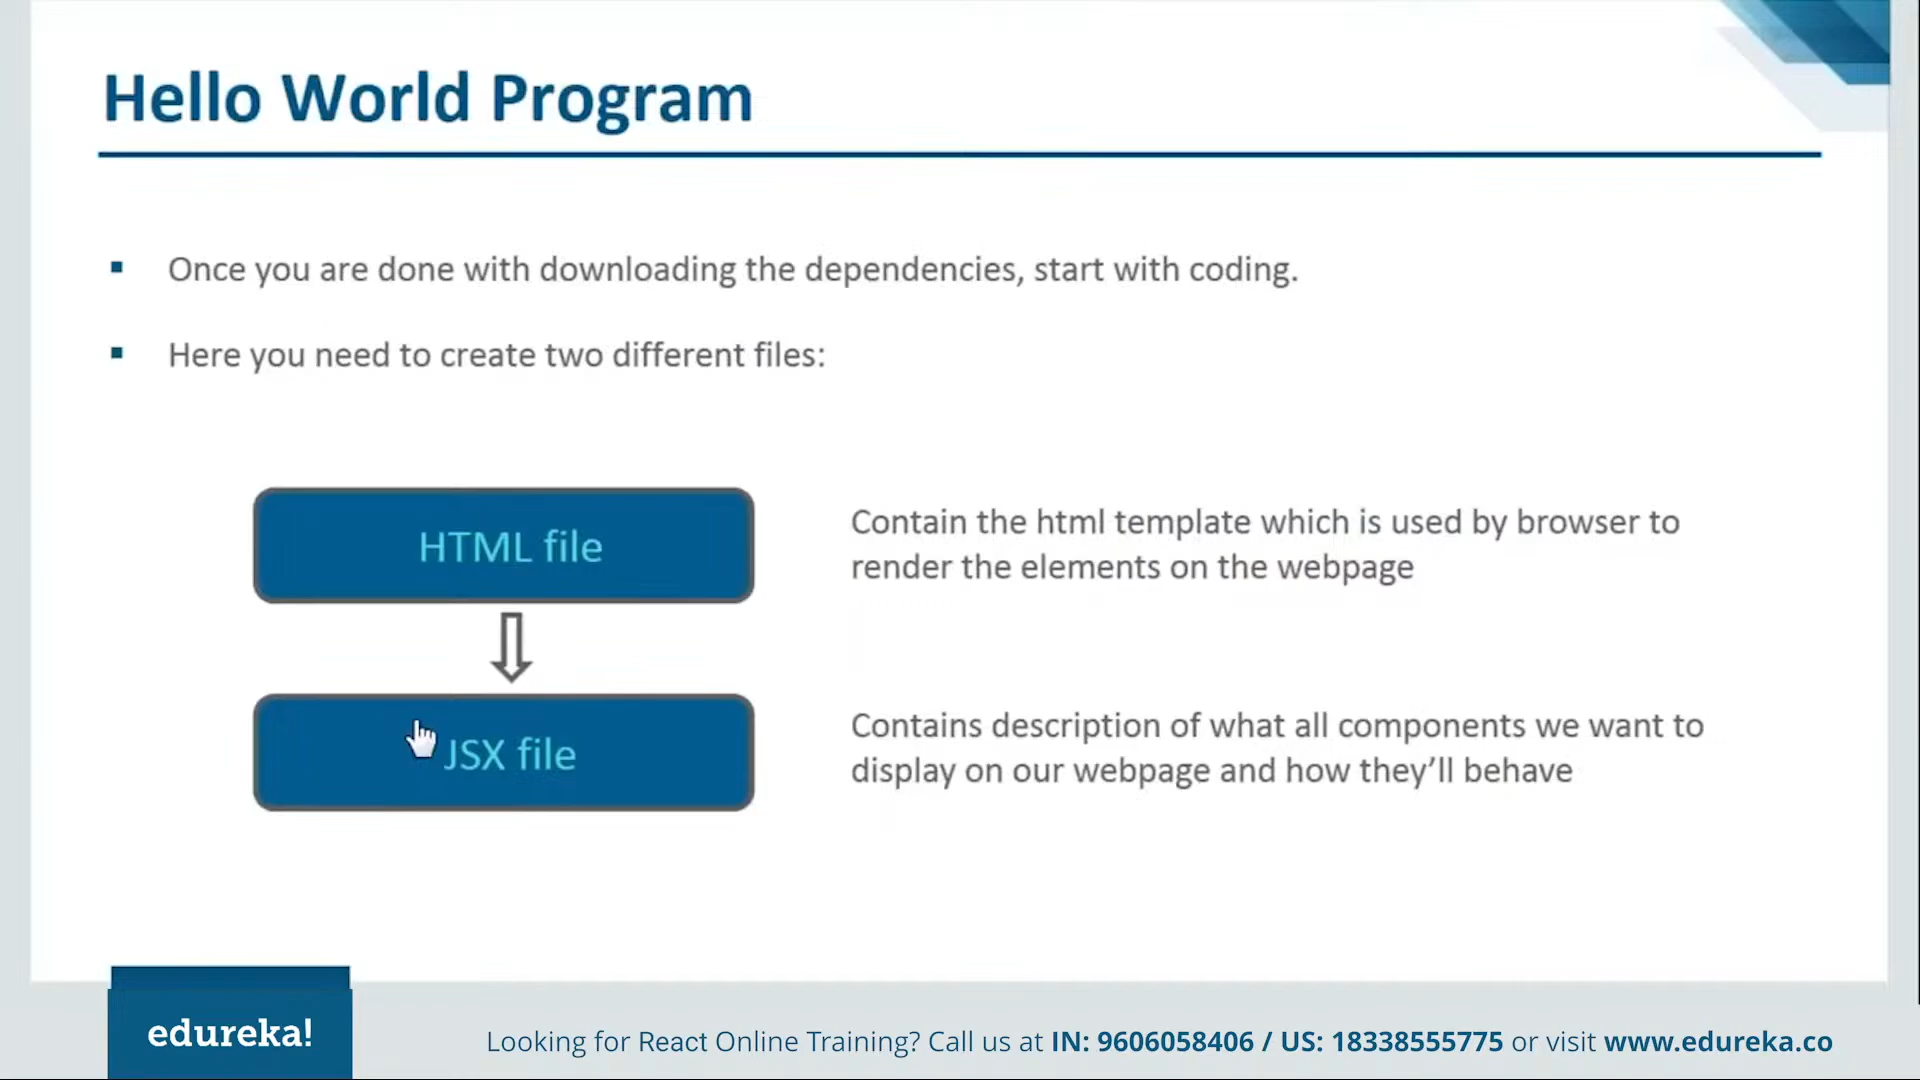 Hello World Program
Once you are done with downloading the dependencies, start with coding.
Here you need to create two different files:
HTML file
Contain the html template which is used by browser to
render the elements on the webpage
JSX file
Contains description of what all components we want to
display on our webpage and how they’ll behave
edureka!
Looking for React Online Training? Call us at IN: 9606058406 / US: 18338555775 or visit www.edureka.co